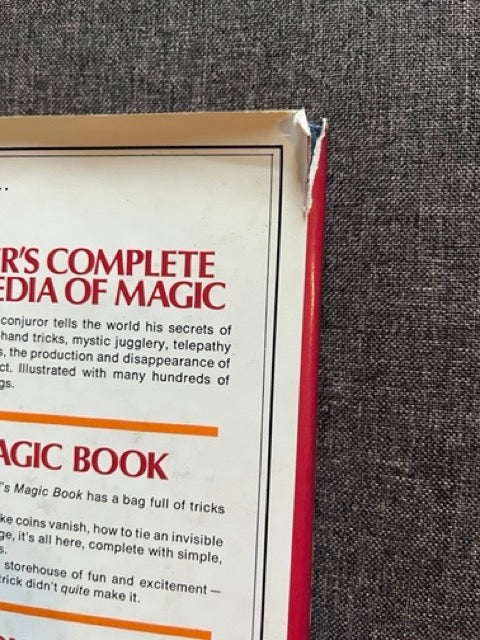 ..
R'S COMPLETE
EDIA OF MAGIC
conjuror tells the world his secrets of
hand tricks, mystic jugglery, telepathy
s, the production and disappearance of
ct. Illustrated with many hundreds of
gs.
AGIC BOOK
's Magic Book has a bag full of tricks
ke coins vanish, how to tie an invisible
ge, it's all here, complete with simple,
s.
storehouse of fun and excitement—
trick didn't quite make it.